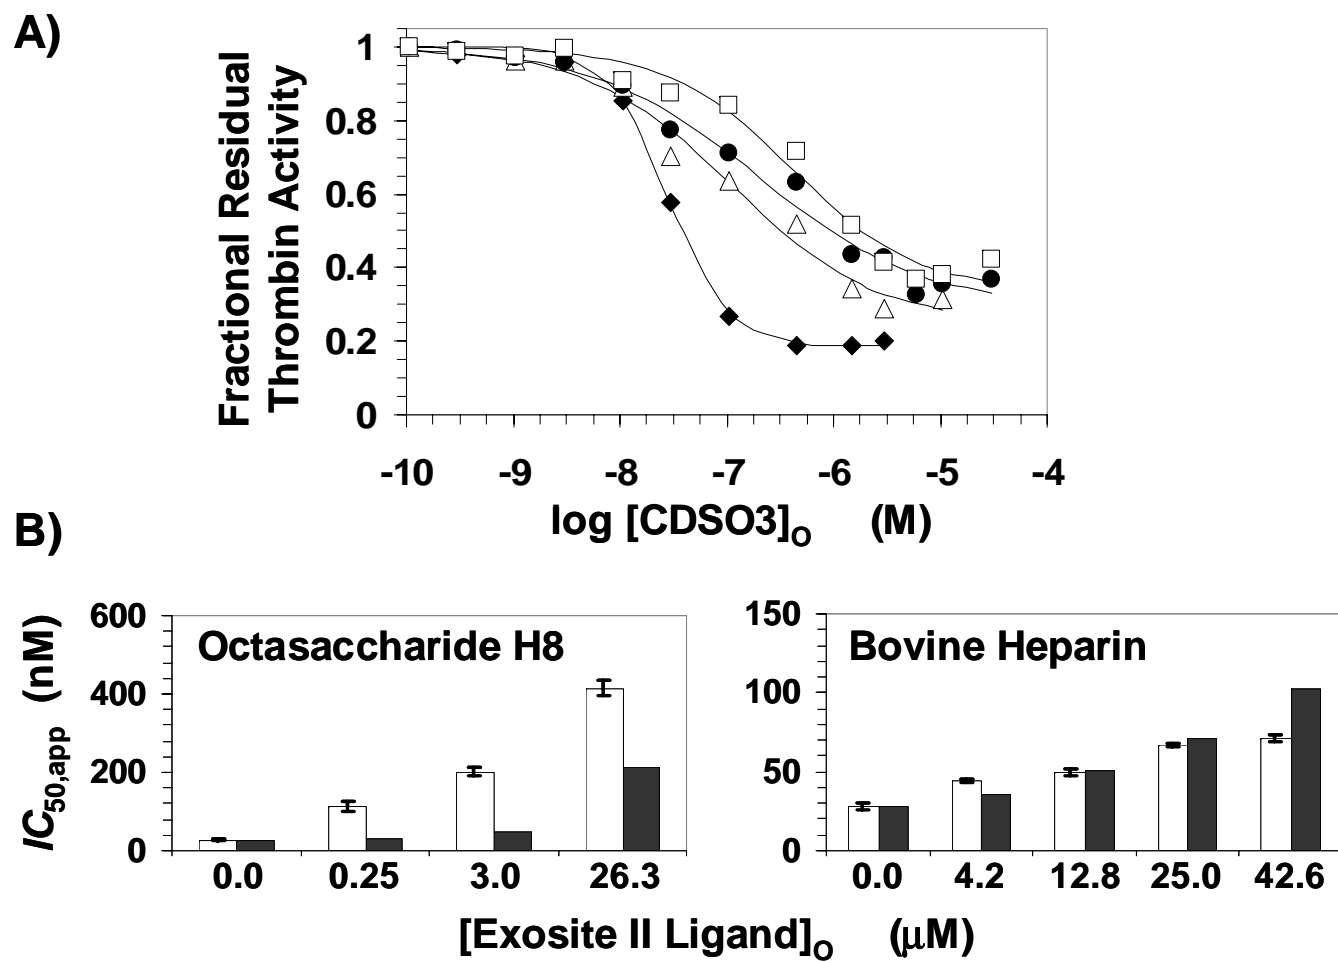 A)
Fractional Residual
Thrombin Activity
1
0.8
0.6
0.4
0.2
0
-10 -9 -8 -7 -6 -5 -4
log [CDSO3]O (M)
B)
IC50,app (nM)
600
400
200
0
Octasaccharide H8
0.0 0.25 3.0 26.3
150
100
50
0
Bovine Heparin
0.0 4.2 12.8 25.0 42.6
[Exosite II Ligand]O (μM)